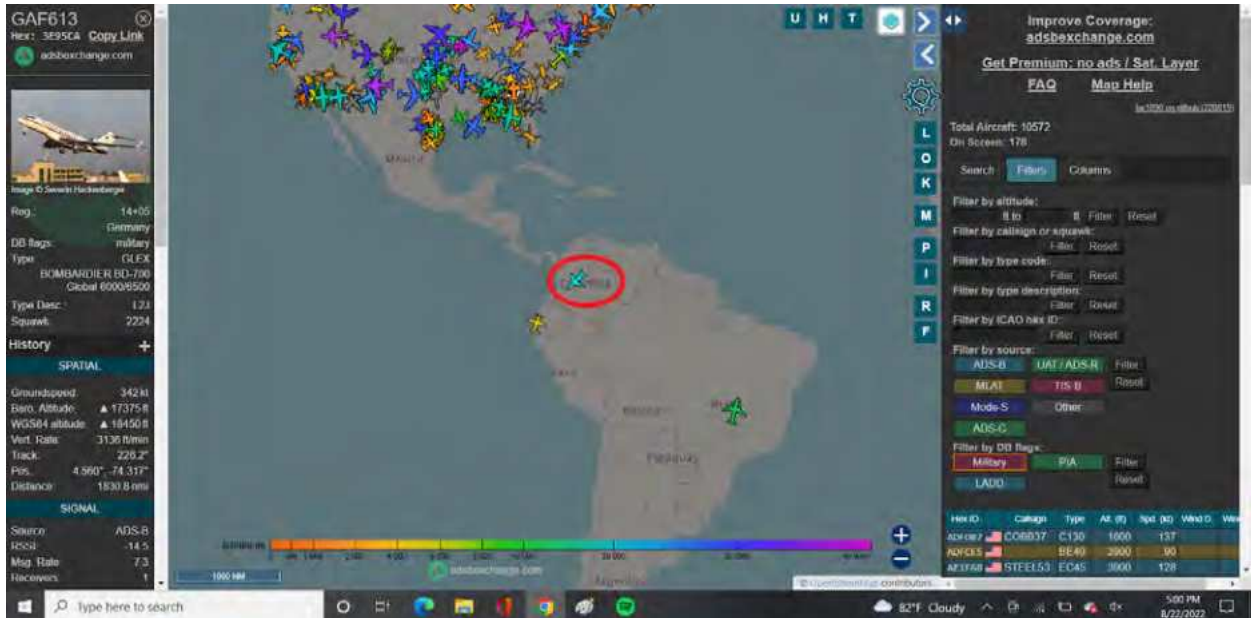 GAF613
Hex: 3E95CA Copy Link
adsbexchange.com
Image © Severin Hackenberger
Reg.: 14+05
Germany
DB flags: military
Type: GLEX
BOMBARDIER BD-700
Global 6000/6500
Type Desc.: L2J
Squawk: 2224
History +
SPATIAL
Groundspeed: 342 kt
Baro. Altitude: ▲ 17375 ft
WGS84 altitude: ▲ 18450 ft
Vert. Rate: 3136 ft/min
Track: 226.2°
Pos.: 4.560°, -74.317°
Distance: 1830.8 nmi
SIGNAL
Source: ADS-B
RSSI: -14.5
Msg. Rate: 7.3
Receivers: 1
México
Brasil
Paraguay
Argentina
adsbexchange.com
1000 NM
© OpenStreetMap contributors.
U H T
L
O
K
M
P
I
R
F
Improve Coverage:
adsbexchange.com
Get Premium: no ads / Sat. Layer
FAQ Map Help
Total Aircraft: 10572
On Screen: 178
Search Filters Columns
Filter by altitude:
ft to ft Filter Reset
Filter by callsign or squawk:
Filter Reset
Filter by type code:
Filter Reset
Filter by type description:
Filter Reset
Filter by ICAO hex ID:
Filter Reset
Filter by source:
ADS-B UAT / ADS-R Filter
MLAT TIS-B Reset
Mode-S Other
ADS-C
Filter by DB flags:
Military PIA Filter
LADD Reset
Hex ID Callsign Type Alt. (ft) Spd. (kt) Wind D.
COBB37 C130 1800 137
BE40 90
STEEL53 EC45 3000 128
Type here to search
82°F Cloudy
5:00 PM
8/22/2022